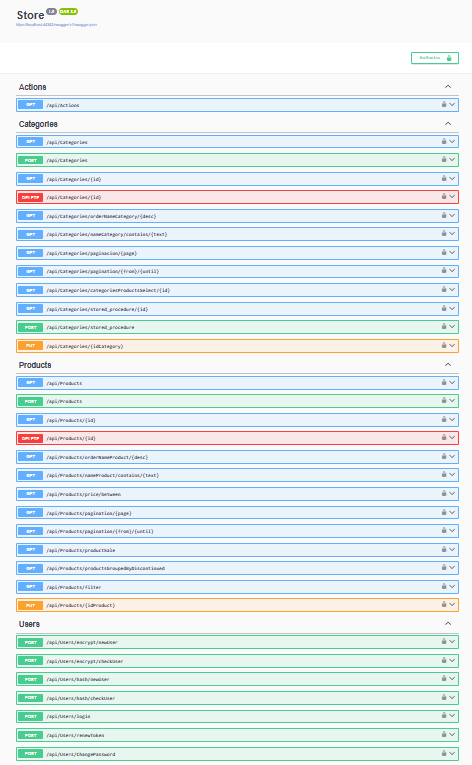 Store 1.0 OAS 3.0
Authorize
Actions
GET /api/Actions
Categories
GET /api/Categories
POST /api/Categories
GET /api/Categories/{id}
DELETE /api/Categories/{id}
GET /api/Categories/orderNameCategory/{desc}
GET /api/Categories/nameCategory/contains/{text}
GET /api/Categories/paginacion/{page}
GET /api/Categories/pagination/{from}/{until}
GET /api/Categories/categoriesProductsSelect/{id}
GET /api/Categories/stored_procedure/{id}
POST /api/Categories/stored_procedure
PUT /api/Categories/{idCategory}
Products
GET /api/Products
POST /api/Products
GET /api/Products/{id}
DELETE /api/Products/{id}
GET /api/Products/orderNameProduct/{desc}
GET /api/Products/nameProduct/contains/{text}
GET /api/Products/price/between
GET /api/Products/pagination/{page}
GET /api/Products/pagination/{from}/{until}
GET /api/Products/productSale
GET /api/Products/productsGroupedByDiscontinued
GET /api/Products/filter
PUT /api/Products/{idProduct}
Users
POST /api/Users/encrypt/newUser
POST /api/Users/encrypt/checkUser
POST /api/Users/hash/newUser
POST /api/Users/hash/checkUser
POST /api/Users/login
POST /api/Users/renewToken
POST /api/Users/ChangePassword